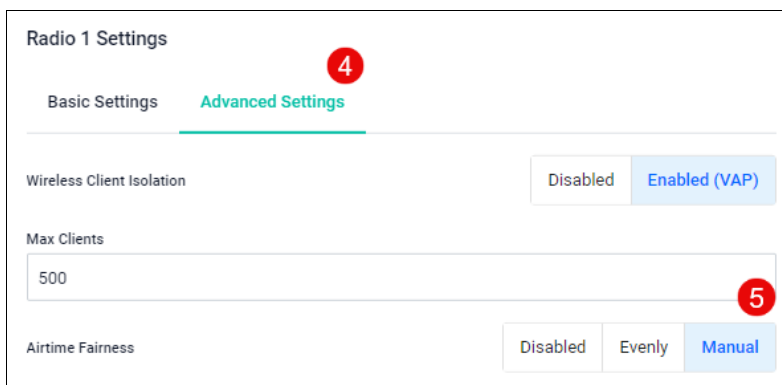 Radio 1 Settings
4
Basic Settings Advanced Settings
Wireless Client Isolation Disabled Enabled (VAP)
Max Clients
500
5
Airtime Fairness Disabled Evenly Manual